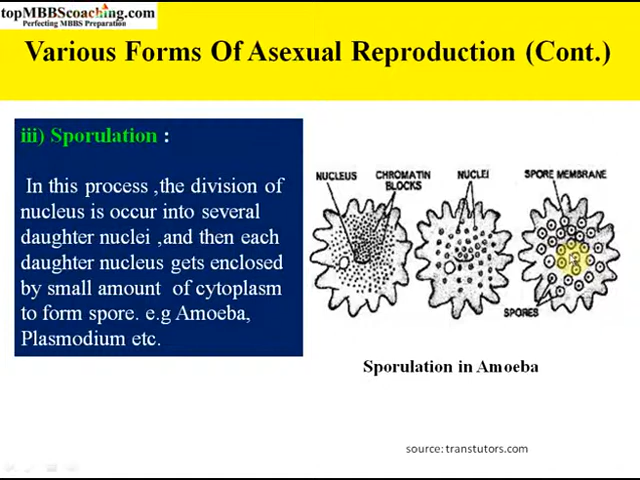 topMBBScoaching.com
Perfecting MBBS Preparation
Various Forms Of Asexual Reproduction (Cont.)
iii) Sporulation :
In this process ,the division of
nucleus is occur into several
daughter nuclei ,and then each
daughter nucleus gets enclosed
by small amount of cytoplasm
to form spore. e.g Amoeba,
Plasmodium etc.
NUCLEUS
CHROMATIN
BLOCKS
NUCLEI
SPORE MEMBRANE
SPORES
Sporulation in Amoeba
source: transtutors.com